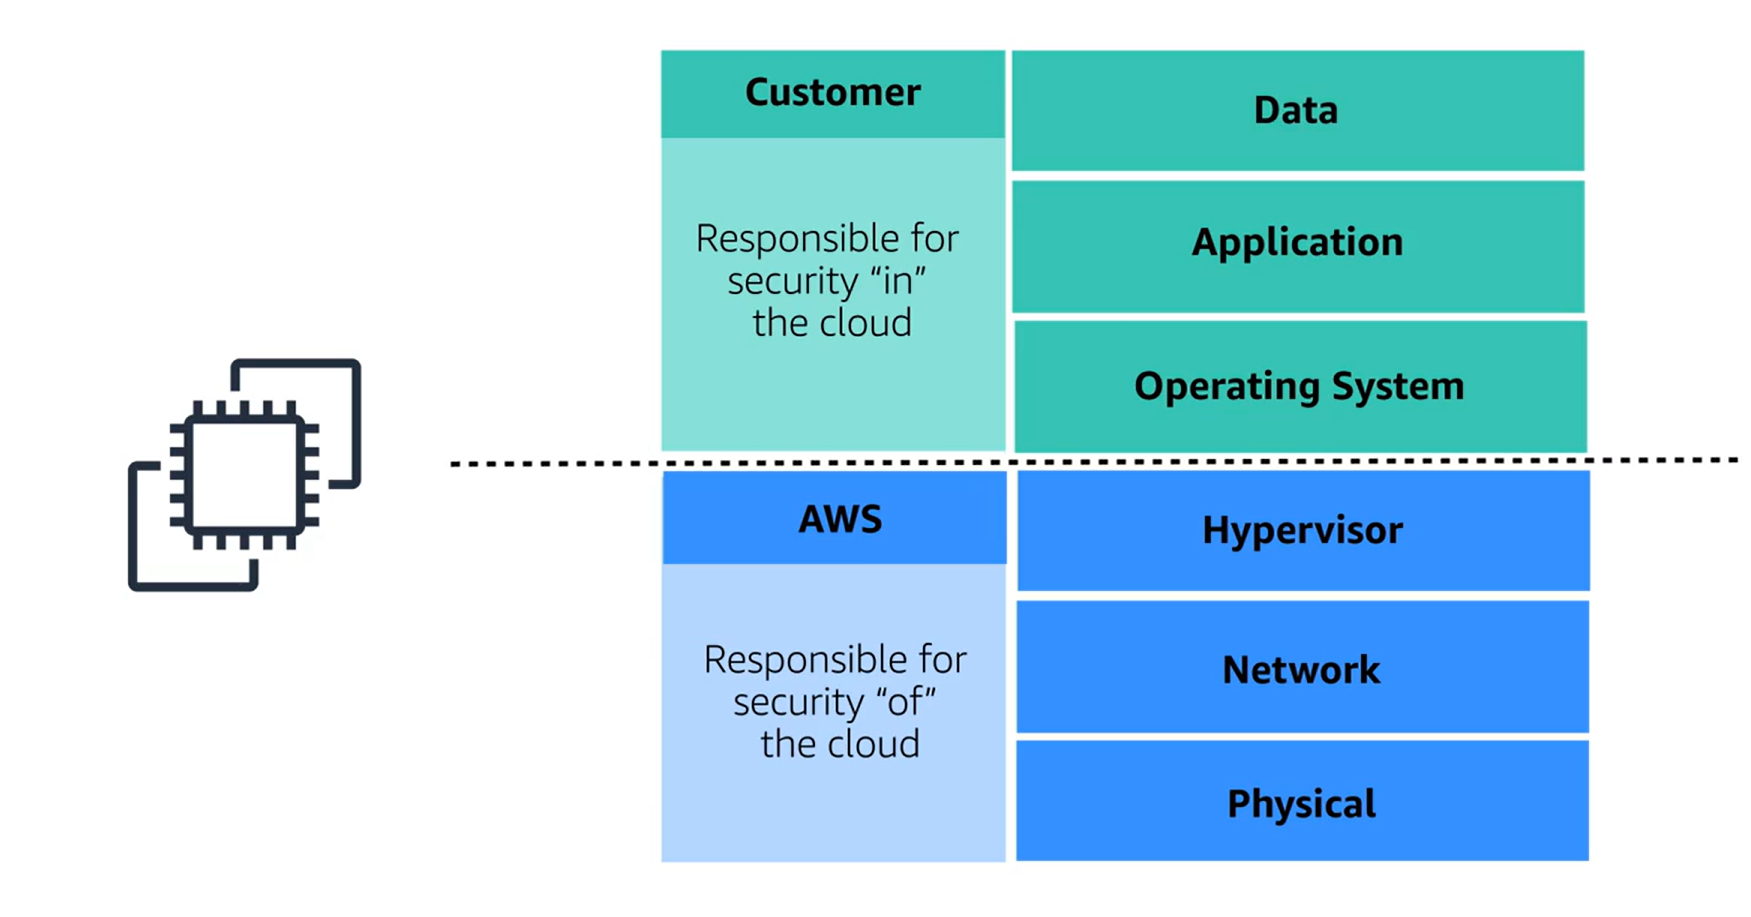 Customer
Responsible for
security “in”
the cloud
Data
Application
Operating System
AWS
Responsible for
security “of”
the cloud
Hypervisor
Network
Physical